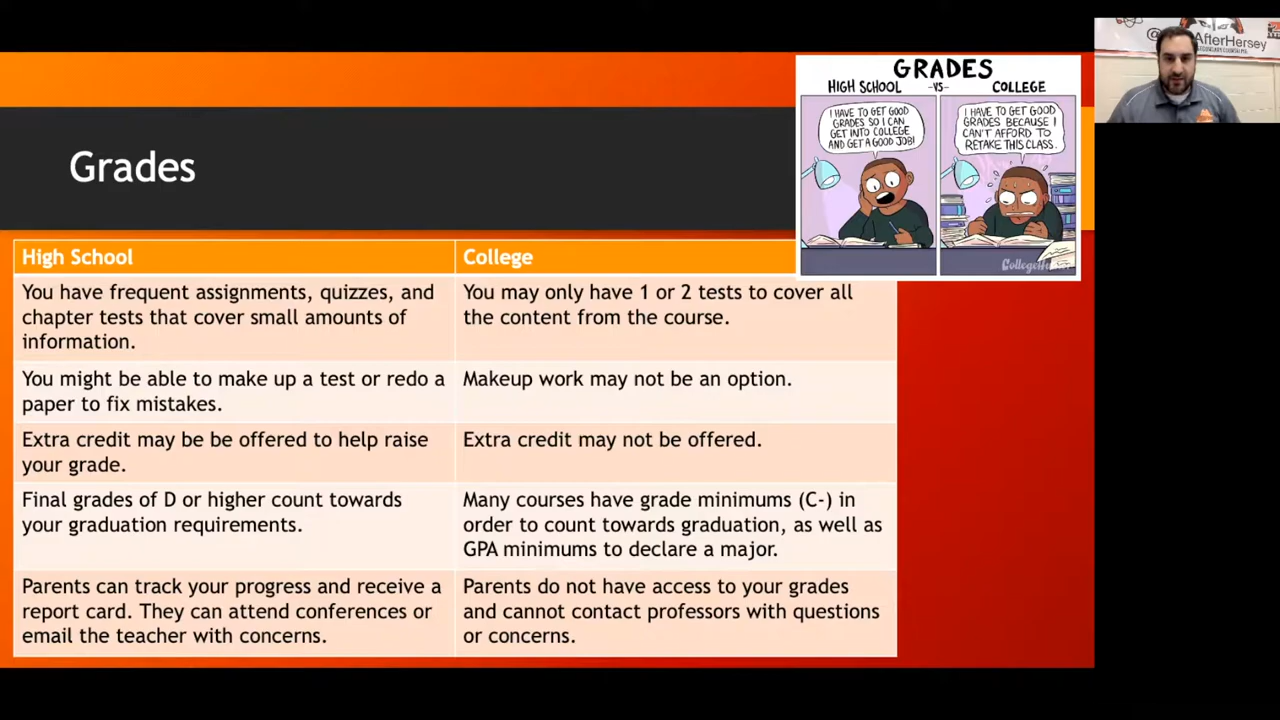 GRADES
HIGH SCHOOL -VS- COLLEGE
I HAVE TO GET GOOD
GRADES SO I CAN
GET INTO COLLEGE
AND GET A GOOD JOB!
I HAVE TO GET GOOD
GRADES BECAUSE I
CAN'T AFFORD TO
RETAKE THIS CLASS.
AfterHersey
Grades
High School
College
You have frequent assignments, quizzes, and
chapter tests that cover small amounts of
information.
You may only have 1 or 2 tests to cover all
the content from the course.
You might be able to make up a test or redo a
paper to fix mistakes.
Makeup work may not be an option.
Extra credit may be be offered to help raise
your grade.
Extra credit may not be offered.
Final grades of D or higher count towards
your graduation requirements.
Many courses have grade minimums (C-) in
order to count towards graduation, as well as
GPA minimums to declare a major.
Parents can track your progress and receive a
report card. They can attend conferences or
email the teacher with concerns.
Parents do not have access to your grades
and cannot contact professors with questions
or concerns.